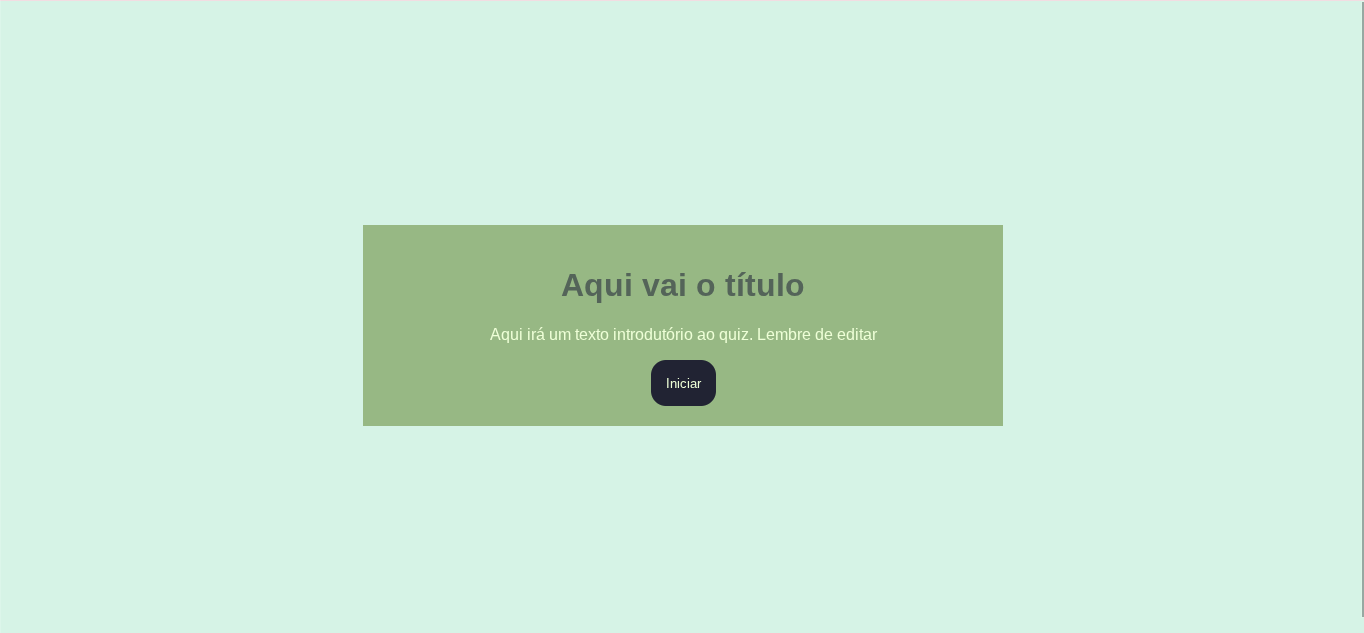 Aqui vai o título
Aqui irá um texto introdutório ao quiz. Lembre de editar
Iniciar